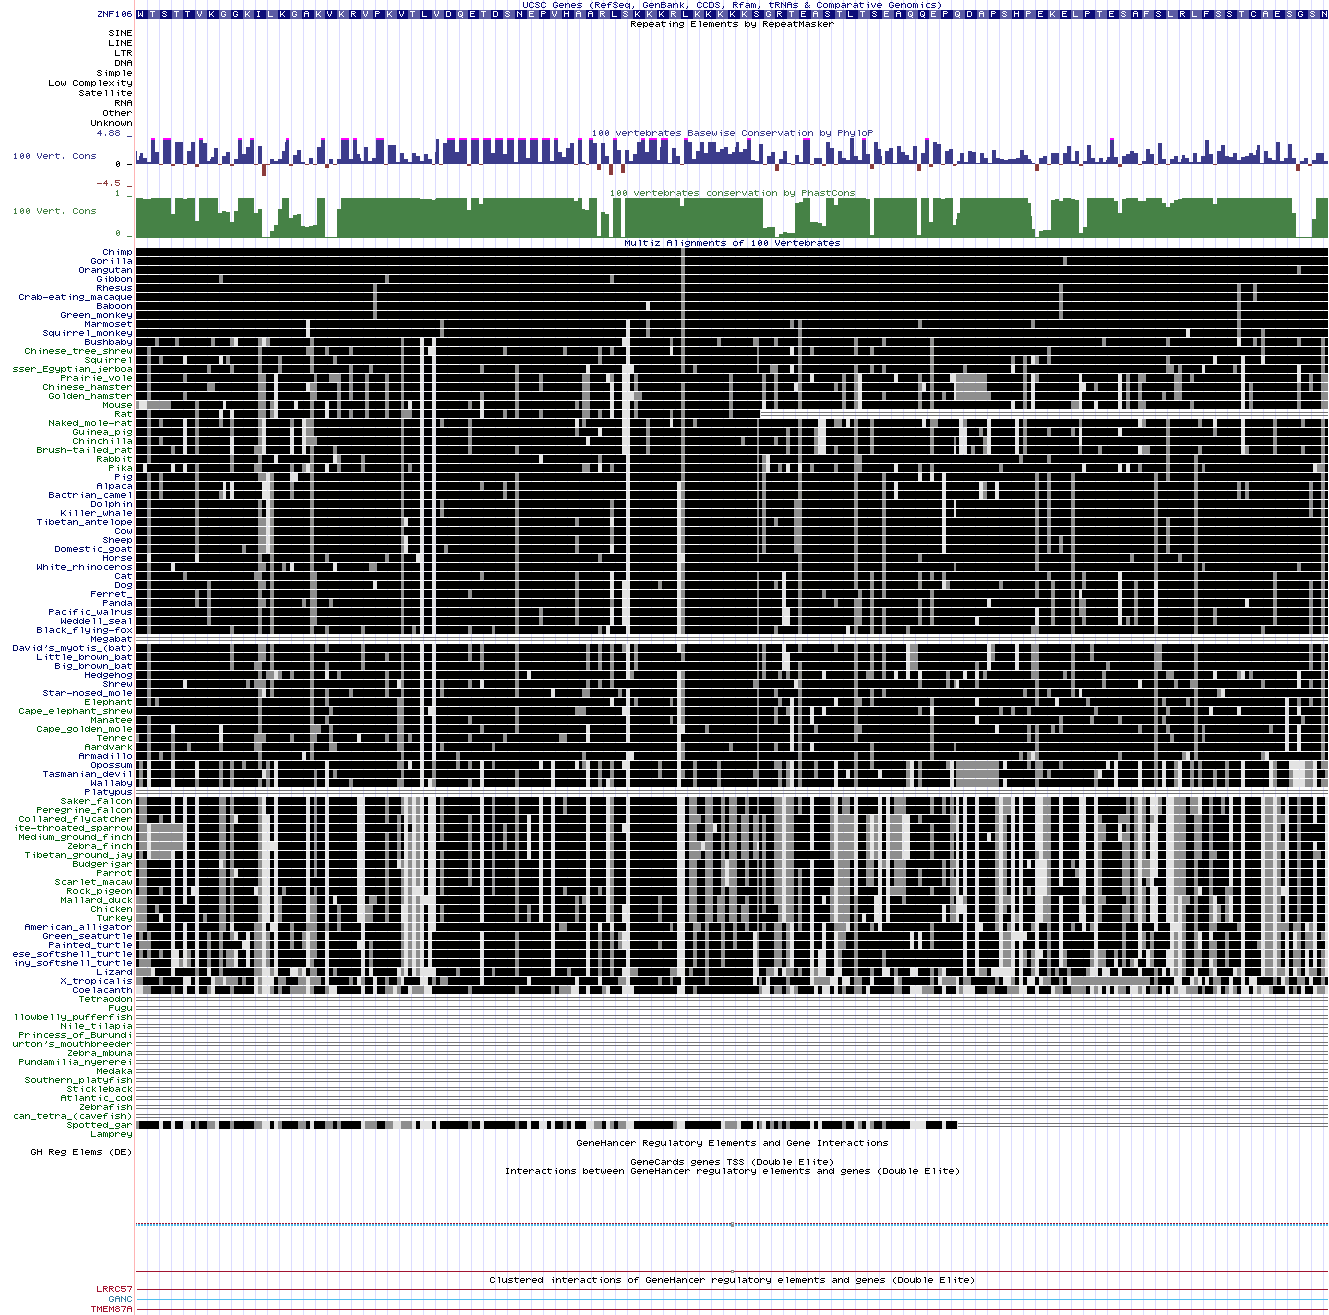 UCSC Genes (RefSeq, GenBank, CCDS, Rfam, tRNAs & Comparative Genomics)
ZNF106 W T S T T V K G G K I L K G A K V K R V P K V T L V D Q E T D S N E P V H A A R L S K K K R L K K K K K S G R T E A S T L T S E A Q Q E P Q D A P S H P E K E L P T E S A F S L R L F S S T C A E S G S N
Repeating Elements by RepeatMasker
SINE
LINE
LTR
DNA
Simple
Low Complexity
Satellite
RNA
Other
Unknown
4.88 _
100 vertebrates Basewise Conservation by PhyloP
100 Vert. Cons
0 _
-4.5 _
100 vertebrates conservation by PhastCons
1 _
100 Vert. Cons
0 _
Multiz Alignments of 100 Vertebrates
Chimp
Gorilla
Orangutan
Gibbon
Rhesus
Crab-eating_macaque
Baboon
Green_monkey
Marmoset
Squirrel_monkey
Bushbaby
Chinese_tree_shrew
Squirrel
sser_Egyptian_jerboa
Prairie_vole
Chinese_hamster
Golden_hamster
Mouse
Rat
Naked_mole-rat
Guinea_pig
Chinchilla
Brush-tailed_rat
Rabbit
Pika
Pig
Alpaca
Bactrian_camel
Dolphin
Killer_whale
Tibetan_antelope
Cow
Sheep
Domestic_goat
Horse
White_rhinoceros
Cat
Dog
Ferret_
Panda
Pacific_walrus
Weddell_seal
Black_flying-fox
Megabat
David's_myotis_(bat)
Little_brown_bat
Big_brown_bat
Hedgehog
Shrew
Star-nosed_mole
Elephant
Cape_elephant_shrew
Manatee
Cape_golden_mole
Tenrec
Aardvark
Armadillo
Opossum
Tasmanian_devil
Wallaby
Platypus
Saker_falcon
Peregrine_falcon
Collared_flycatcher
ite-throated_sparrow
Medium_ground_finch
Zebra_finch
Tibetan_ground_jay
Budgerigar
Parrot
Scarlet_macaw
Rock_pigeon
Mallard_duck
Chicken
Turkey
American_alligator
Green_seaturtle
Painted_turtle
ese_softshell_turtle
iny_softshell_turtle
Lizard
X_tropicalis
Coelacanth
Tetraodon
Fugu
llowbelly_pufferfish
Nile_tilapia
Princess_of_Burundi
urton's_mouthbreeder
Zebra_mbuna
Pundamilia_nyererei
Medaka
Southern_platyfish
Stickleback
Atlantic_cod
Zebrafish
can_tetra_(cavefish)
Spotted_gar
Lamprey
GeneHancer Regulatory Elements and Gene Interactions
GH Reg Elems (DE)
GeneCards genes TSS (Double Elite)
Interactions between GeneHancer regulatory elements and genes (Double Elite)
Clustered interactions of GeneHancer regulatory elements and genes (Double Elite)
LRRC57
GANC
TMEM87A